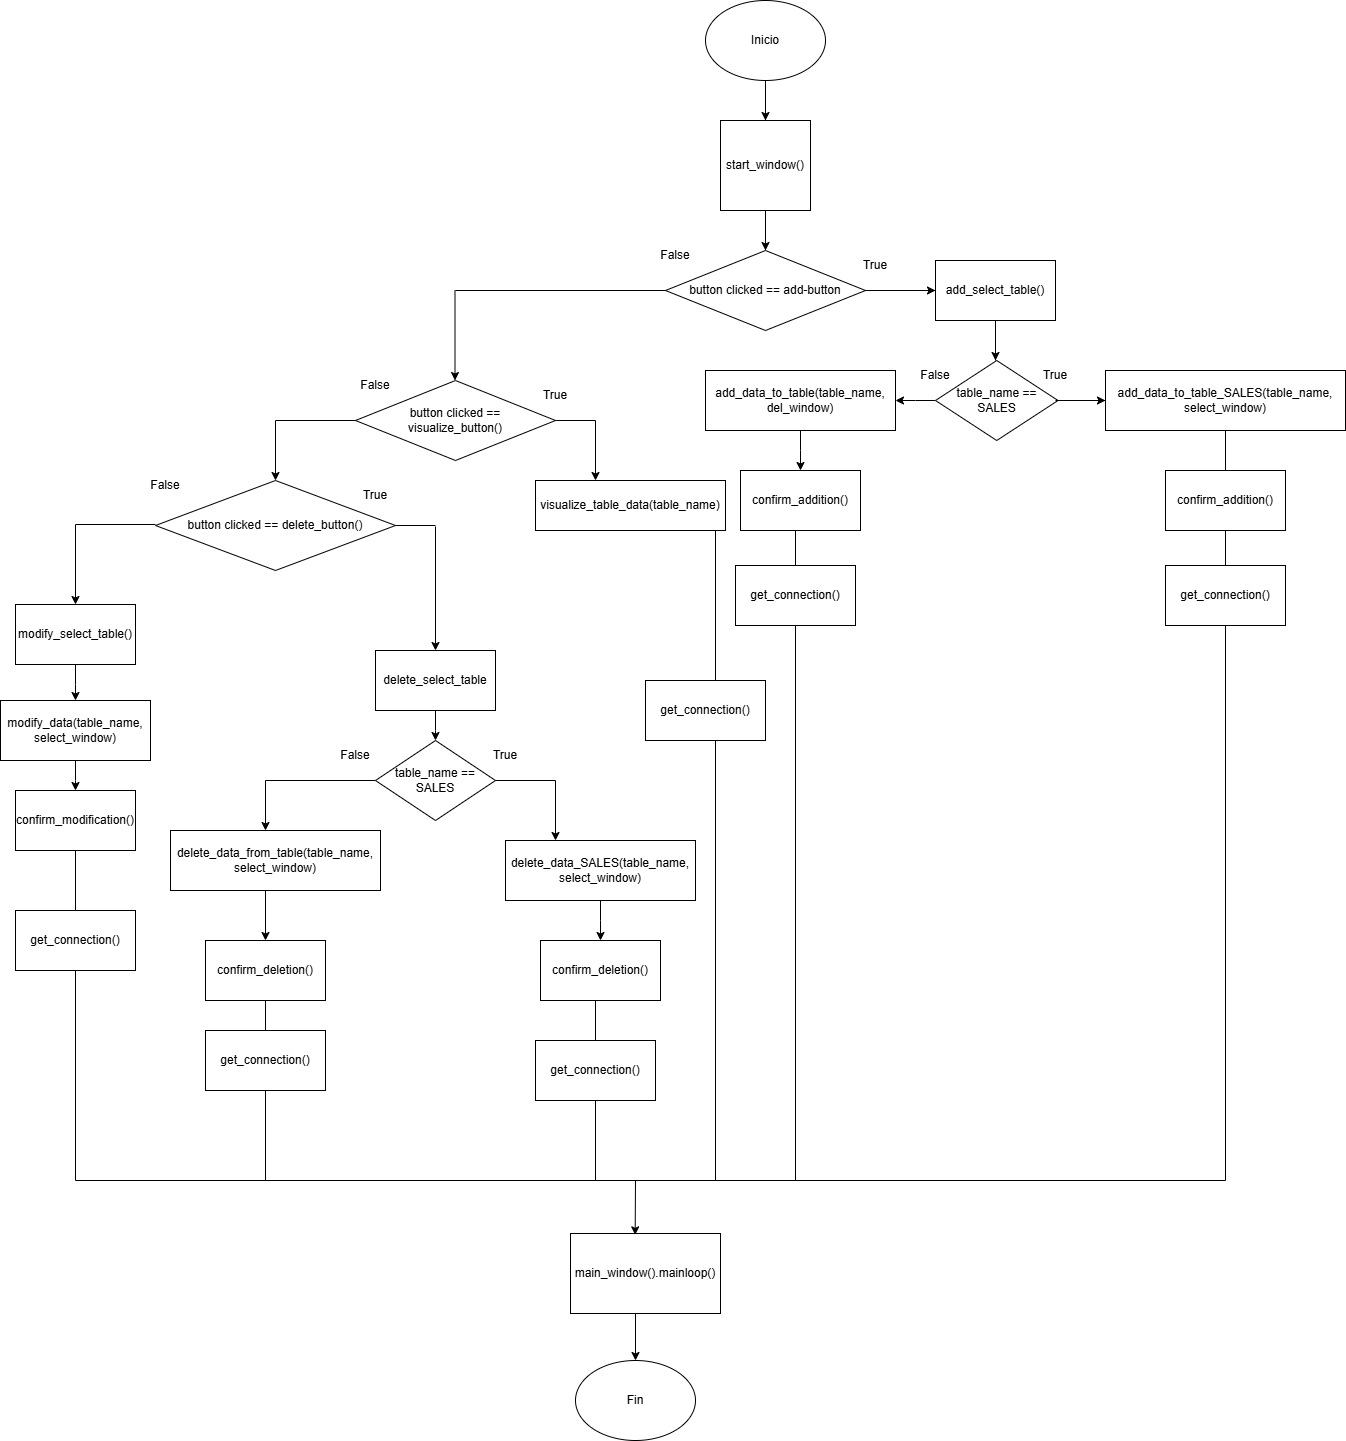 Inicio
start_window()
False
True
button clicked == add-button
add_select_table()
False
True
add_data_to_table(table_name,
del_window)
table_name ==
SALES
add_data_to_table_SALES(table_name,
select_window)
False
True
button clicked ==
visualize_button()
confirm_addition()
confirm_addition()
False
True
visualize_table_data(table_name)
button clicked == delete_button()
get_connection()
get_connection()
modify_select_table()
delete_select_table
get_connection()
modify_data(table_name,
select_window)
False
True
table_name ==
SALES
confirm_modification()
delete_data_from_table(table_name,
select_window)
delete_data_SALES(table_name,
select_window)
get_connection()
confirm_deletion()
confirm_deletion()
get_connection()
get_connection()
main_window().mainloop()
Fin